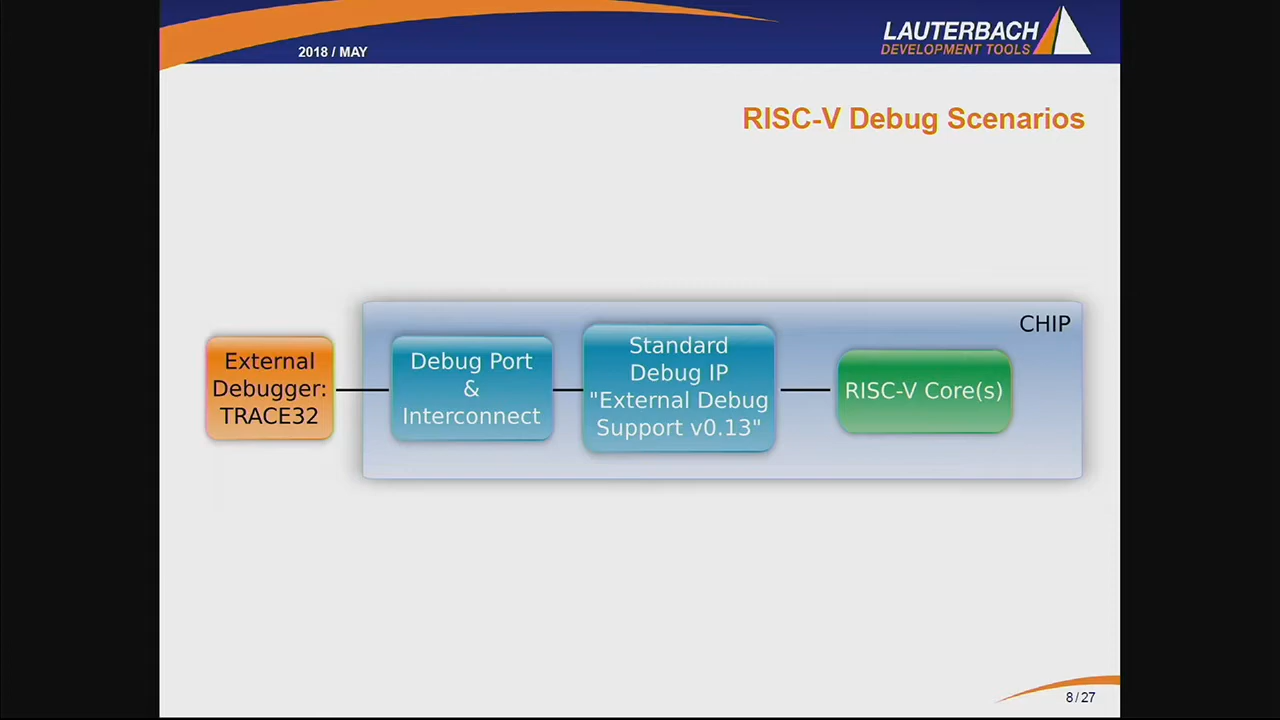 2018 / MAY
LAUTERBACH
DEVELOPMENT TOOLS
RISC-V Debug Scenarios
CHIP
External
Debugger:
TRACE32
Debug Port
&
Interconnect
Standard
Debug IP
"External Debug
Support v0.13"
RISC-V Core(s)
8 / 27